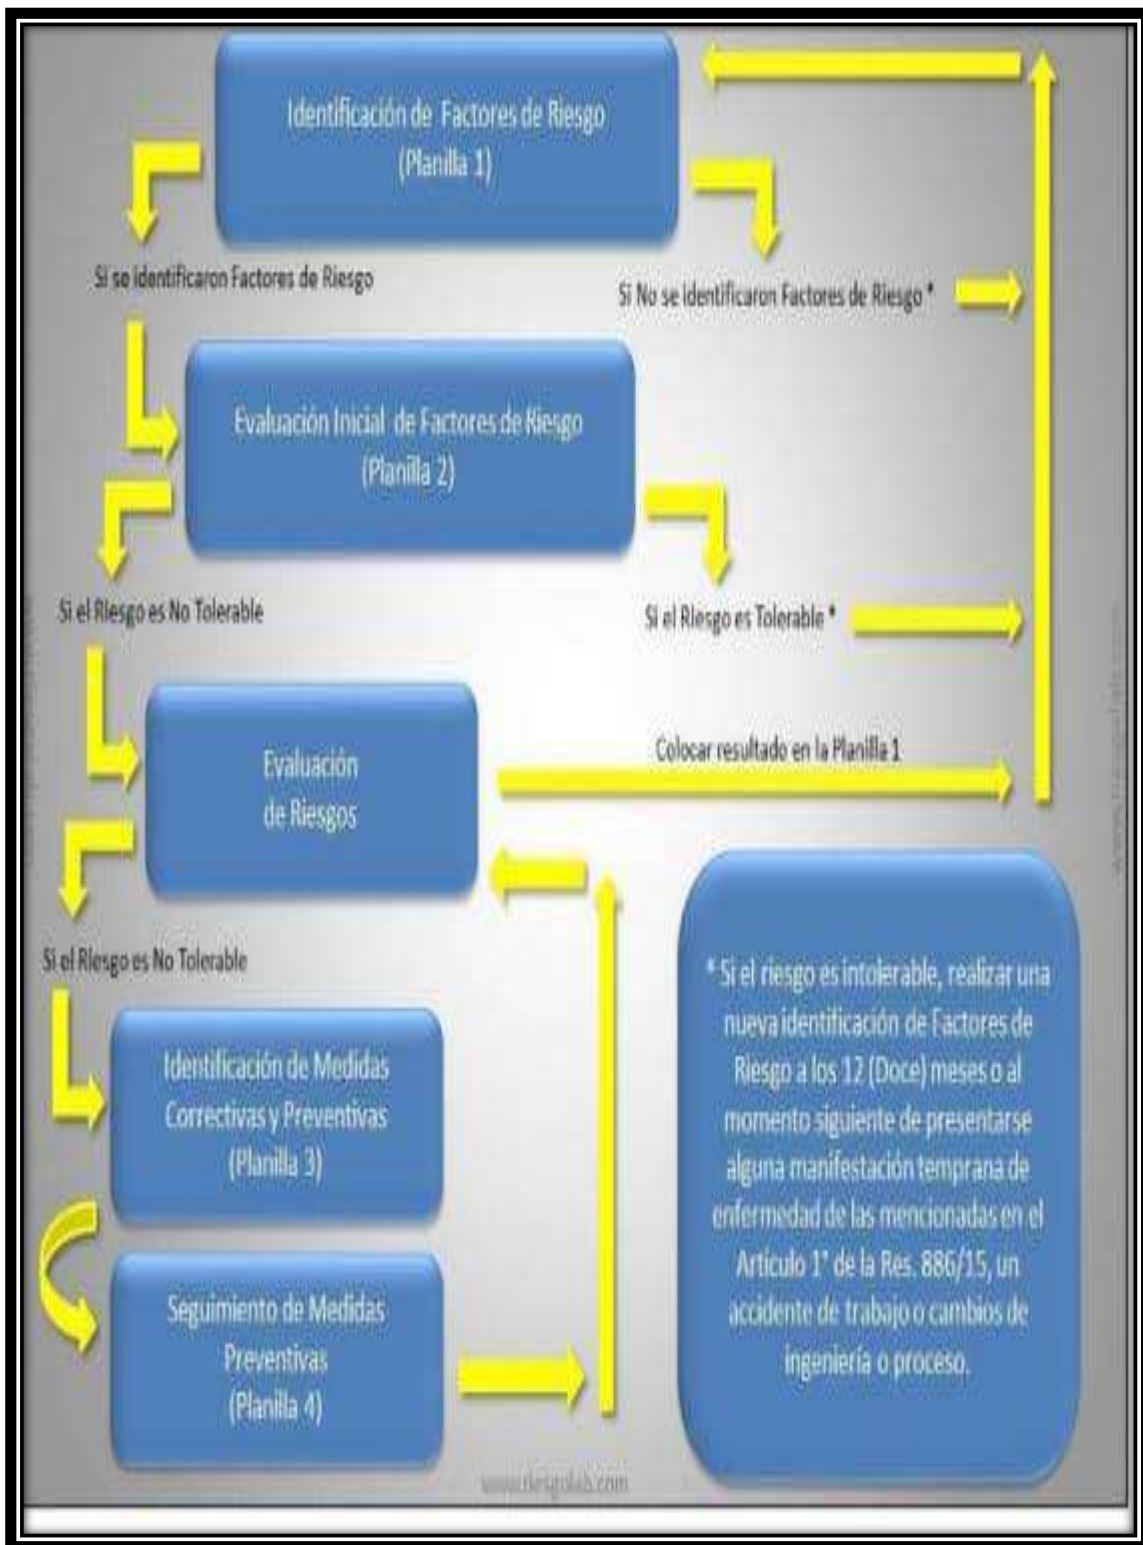 Identificación de Factores de Riesgo
(Planilla 1)
Si se identificaron Factores de Riesgo
Si No se identificaron Factores de Riesgo *
Evaluación Inicial de Factores de Riesgo
(Planilla 2)
Si el Riesgo es No Tolerable
Si el Riesgo es Tolerable *
Evaluación
de Riesgos
Colocar resultado en la Planilla 1
Si el Riesgo es No Tolerable
Identificación de Medidas
Correctivas y Preventivas
(Planilla 3)
Seguimiento de Medidas
Preventivas
(Planilla 4)
* Si el riesgo es intolerable, realizar una
nueva identificación de Factores de
Riesgo a los 12 (Doce) meses o al
momento siguiente de presentarse
alguna manifestación temprana de
enfermedad de las mencionadas en el
Artículo 1° de la Res. 886/15, un
accidente de trabajo o cambios de
ingeniería o proceso.
www.riesgolab.com